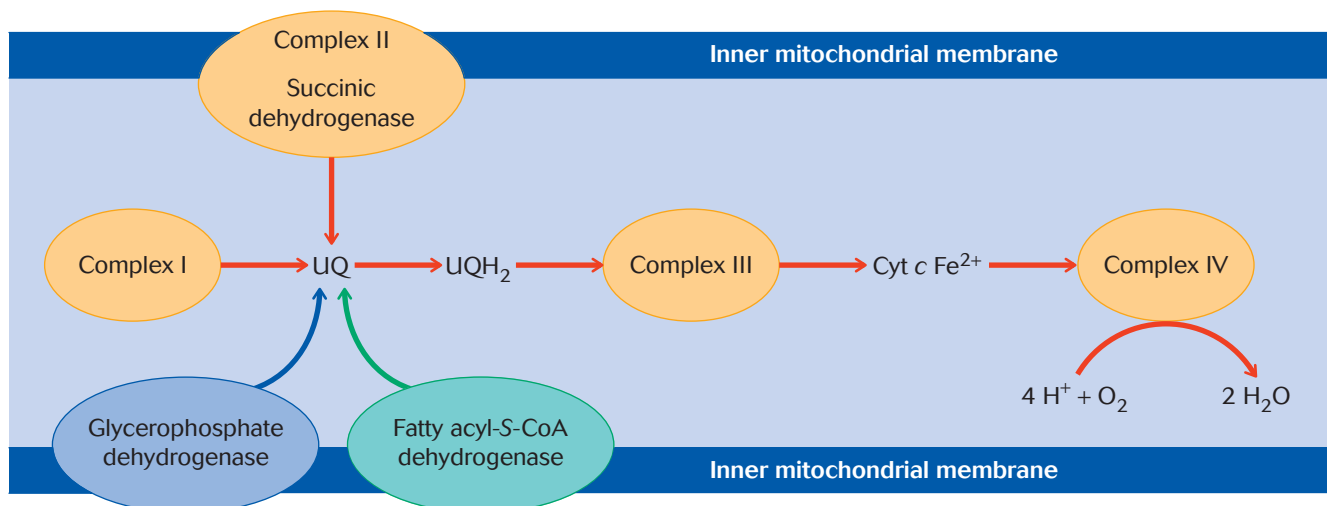 Complex II
Inner mitochondrial membrane
Succinic
dehydrogenase
Complex I
UQ
UQH₂
Complex III
Cyt c Fe²⁺
Complex IV
4 H⁺ + O₂
2 H₂O
Glycerophosphate
dehydrogenase
Fatty acyl-S-CoA
dehydrogenase
Inner mitochondrial membrane